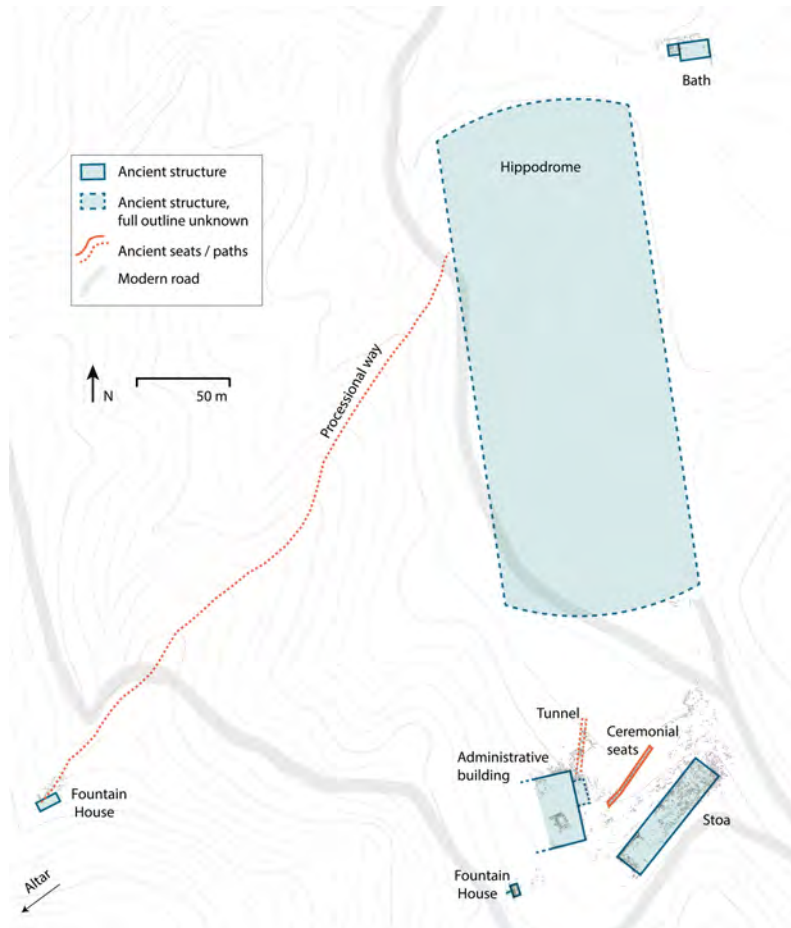 Bath
Hippodrome
Ancient structure
Ancient structure,
full outline unknown
Ancient seats / paths
Modern road
N
50 m
Processional way
Tunnel
Ceremonial
seats
Administrative
building
Stoa
Fountain
House
Fountain
House
Altar